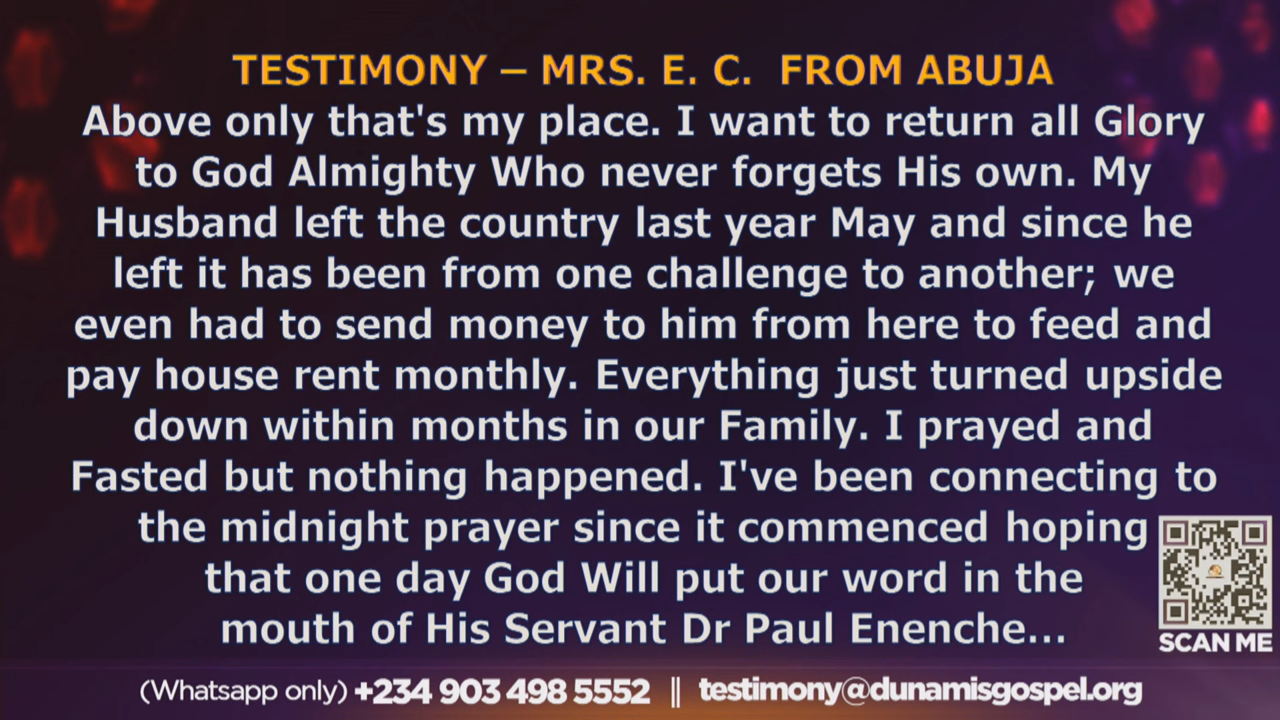 TESTIMONY – MRS. E. C. FROM ABUJA
Above only that's my place. I want to return all Glory
to God Almighty Who never forgets His own. My
Husband left the country last year May and since he
left it has been from one challenge to another; we
even had to send money to him from here to feed and
pay house rent monthly. Everything just turned upside
down within months in our Family. I prayed and
Fasted but nothing happened. I've been connecting to
the midnight prayer since it commenced hoping
that one day God Will put our word in the
mouth of His Servant Dr Paul Enenche...
SCAN ME
(Whatsapp only) +234 903 498 5552 || testimony@dunamisgospel.org